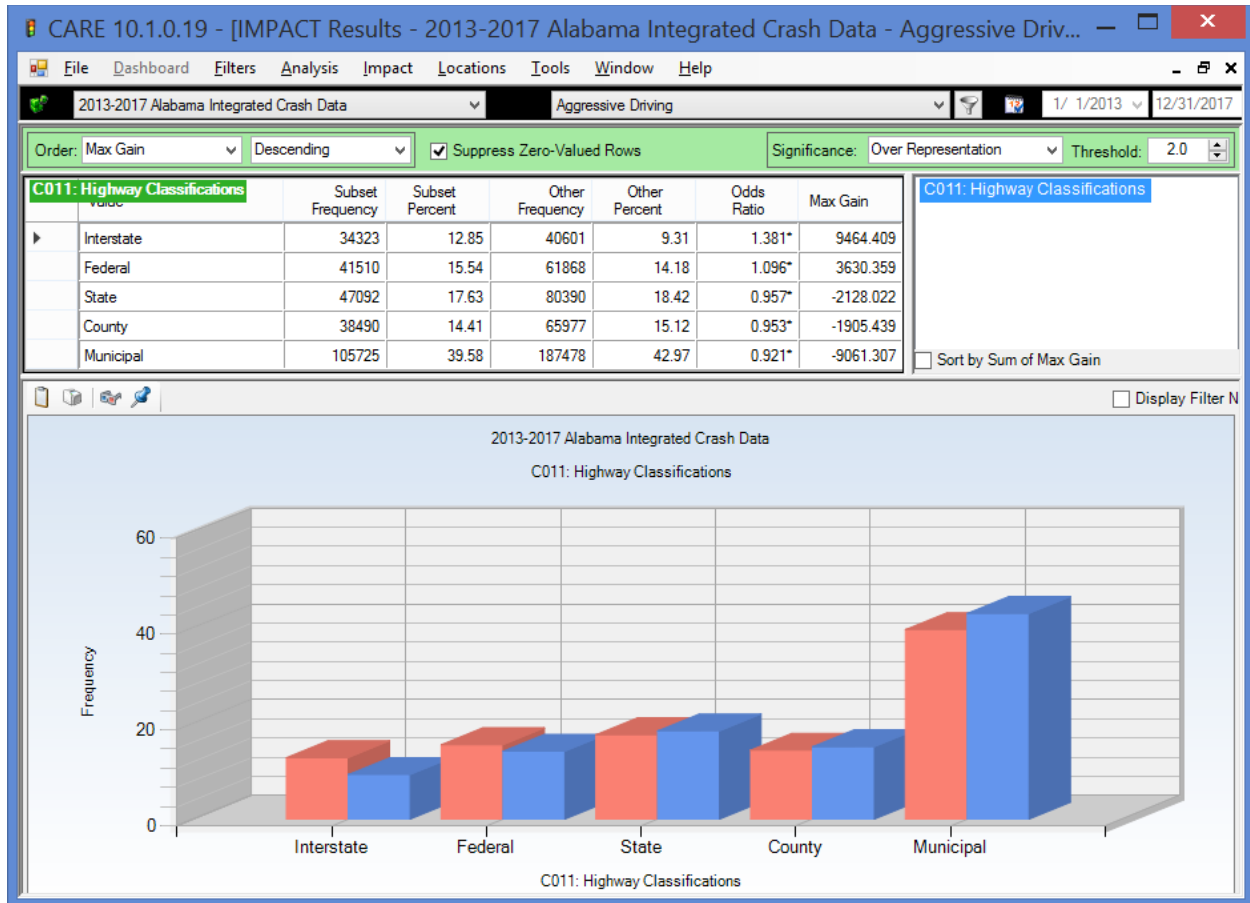 CARE 10.1.0.19 - [IMPACT Results - 2013-2017 Alabama Integrated Crash Data - Aggressive Driv...
File Dashboard Filters Analysis Impact Locations Tools Window Help
2013-2017 Alabama Integrated Crash Data Aggressive Driving 1/ 1/2013 12/31/2017
Order: Max Gain Descending Suppress Zero-Valued Rows Significance: Over Representation Threshold: 2.0
C011: Highway Classifications Subset Frequency Subset Percent Other Frequency Other Percent Odds Ratio Max Gain
Interstate 34323 12.85 40601 9.31 1.381* 9464.409
Federal 41510 15.54 61868 14.18 1.096* 3630.359
State 47092 17.63 80390 18.42 0.957* -2128.022
County 38490 14.41 65977 15.12 0.953* -1905.439
Municipal 105725 39.58 187478 42.97 0.921* -9061.307
C011: Highway Classifications
Sort by Sum of Max Gain
Display Filter N
2013-2017 Alabama Integrated Crash Data
C011: Highway Classifications
Frequency
60
40
20
0
Interstate Federal State County Municipal
C011: Highway Classifications